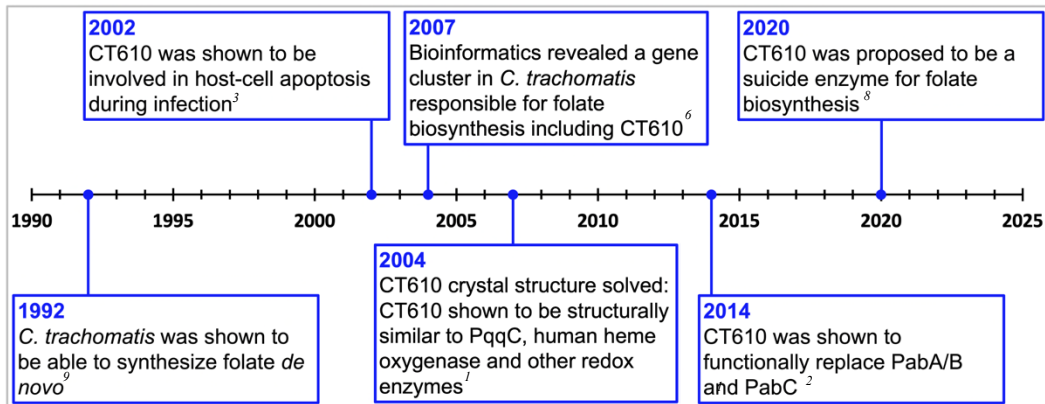 2002
CT610 was shown to be
involved in host-cell apoptosis
during infection3
2007
Bioinformatics revealed a gene
cluster in C. trachomatis
responsible for folate
biosynthesis including CT610 6
2020
CT610 was proposed to be a
suicide enzyme for folate
biosynthesis 8
1990 1995 2000 2005 2010 2015 2020 2025
1992
C. trachomatis was shown to
be able to synthesize folate de
novo9
2004
CT610 crystal structure solved:
CT610 shown to be structurally
similar to PqqC, human heme
oxygenase and other redox
enzymes1
2014
CT610 was shown to
functionally replace PabA/B
and PabC 2